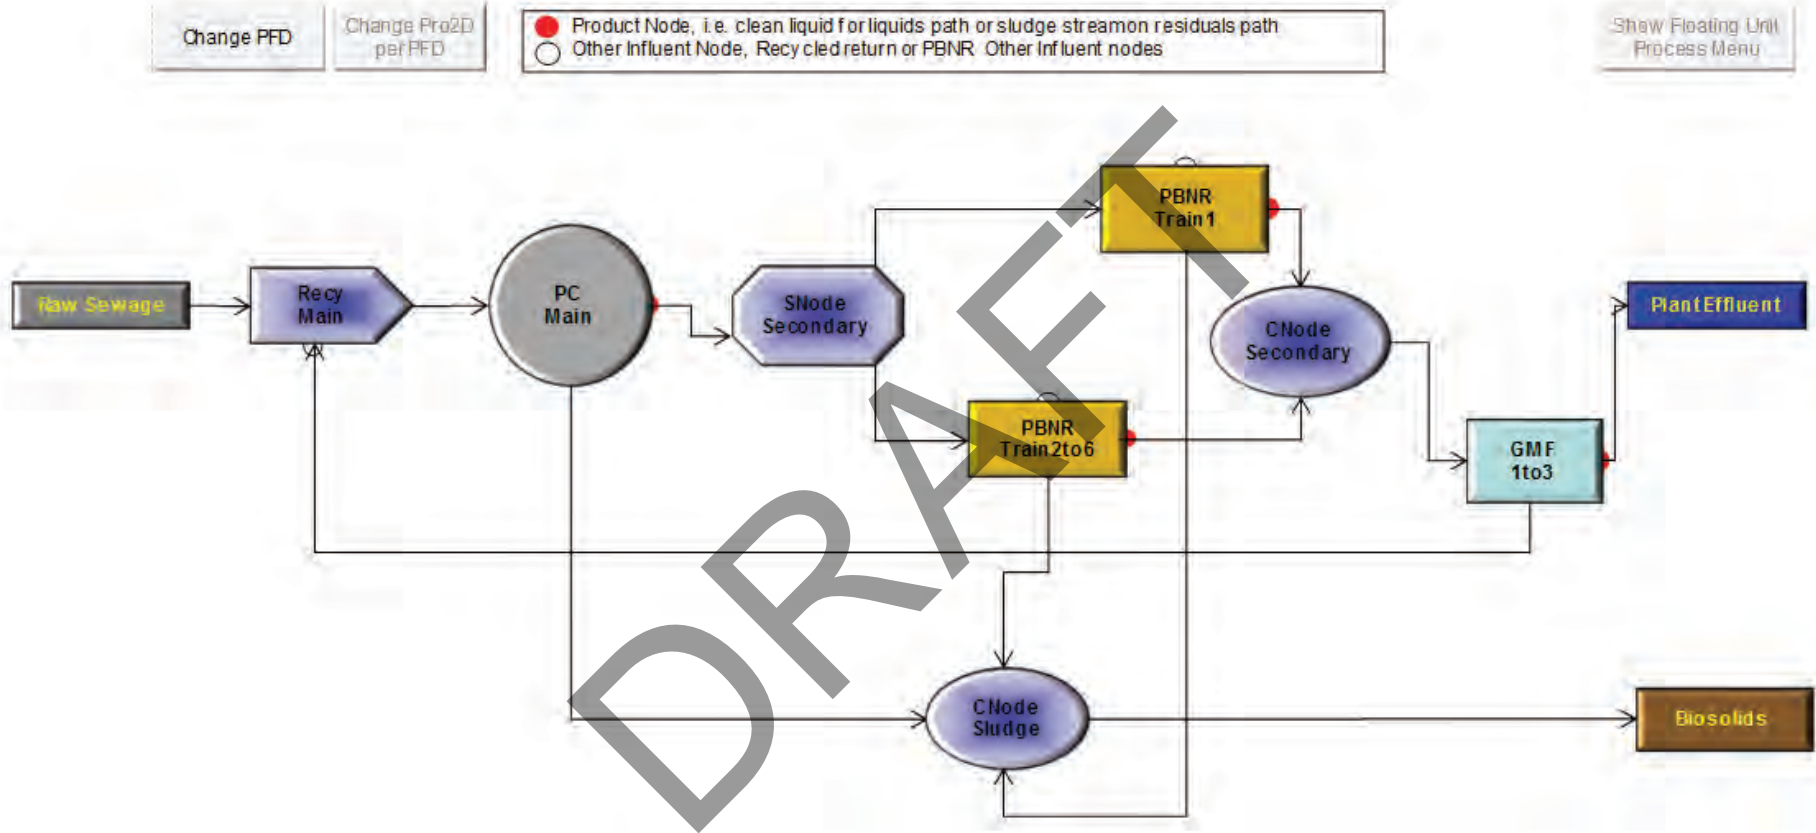 Change PFD
Change Pro2D
per PFD
Product Node, i.e. clean liquid for liquids path or sludge stream on residuals path
Other Influent Node, Recycled return or PBNR Other Influent nodes
Show Floating Unit
Process Menu
PBNR
Train1
Raw Sewage
Recy
Main
PC
Main
SNode
Secondary
CNode
Secondary
Plant Effluent
PBNR
Train2to6
GMF
1to3
CNode
Sludge
Biosolids
DRAFT